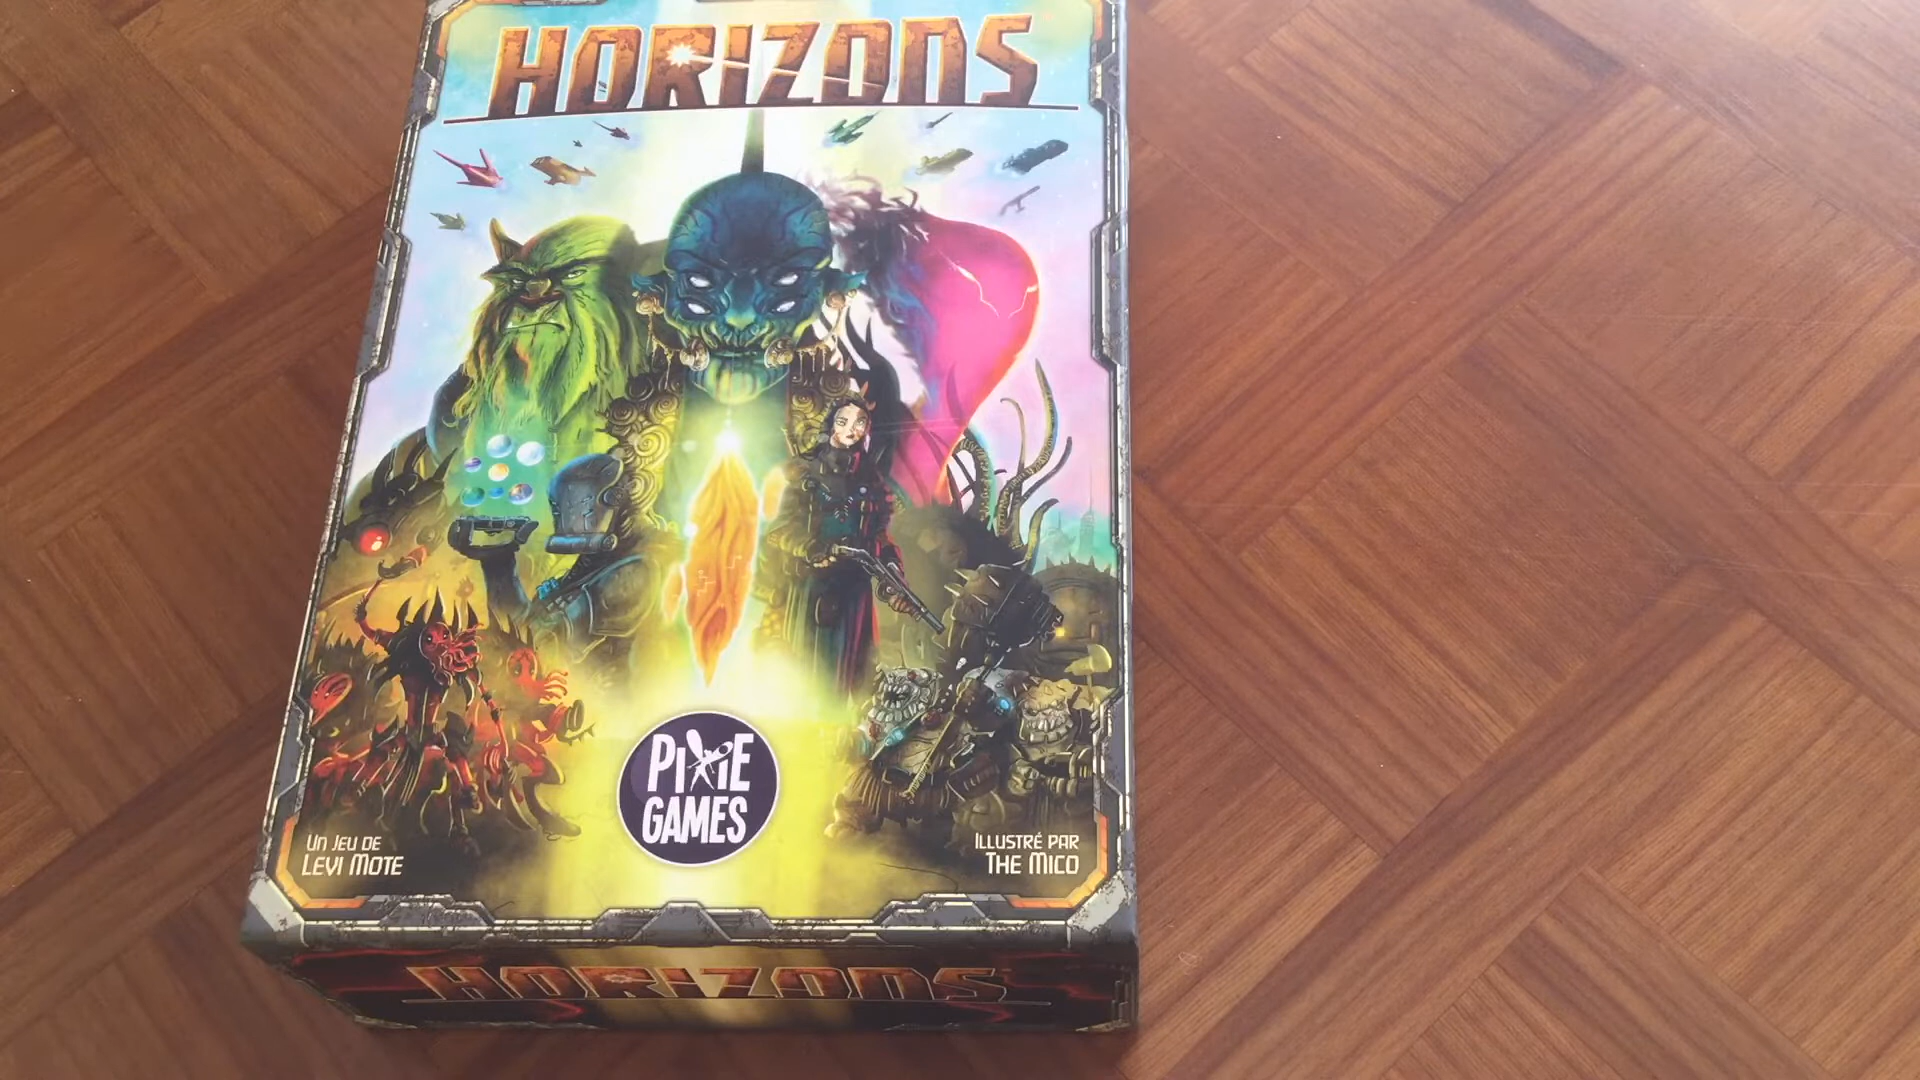 HORIZONS
PIXIE
GAMES
UN JEU DE
LEVI MOTE
ILLUSTRÉ PAR
THE MICO
HORIZONS